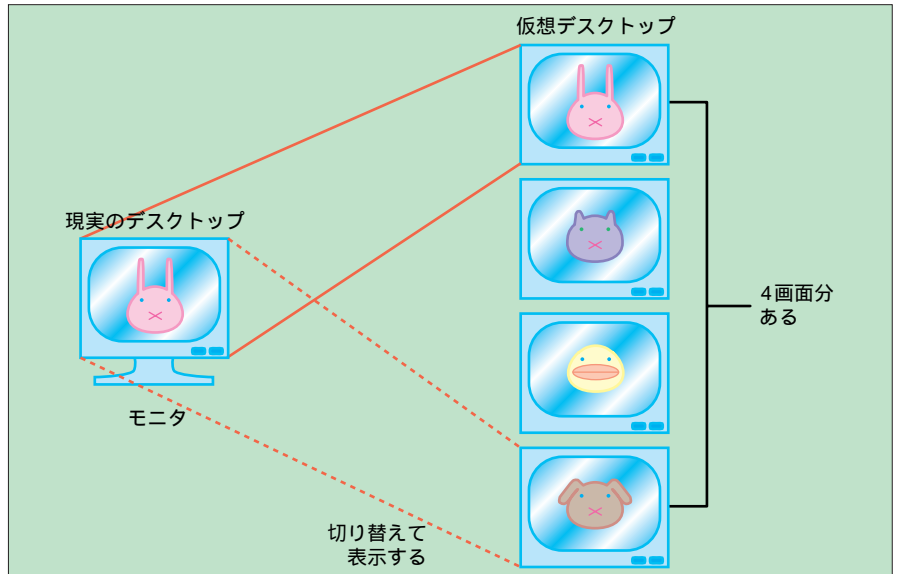 仮想デスクトップ
現実のデスクトップ
4画面分
ある
モニタ
切り替えて
表示する